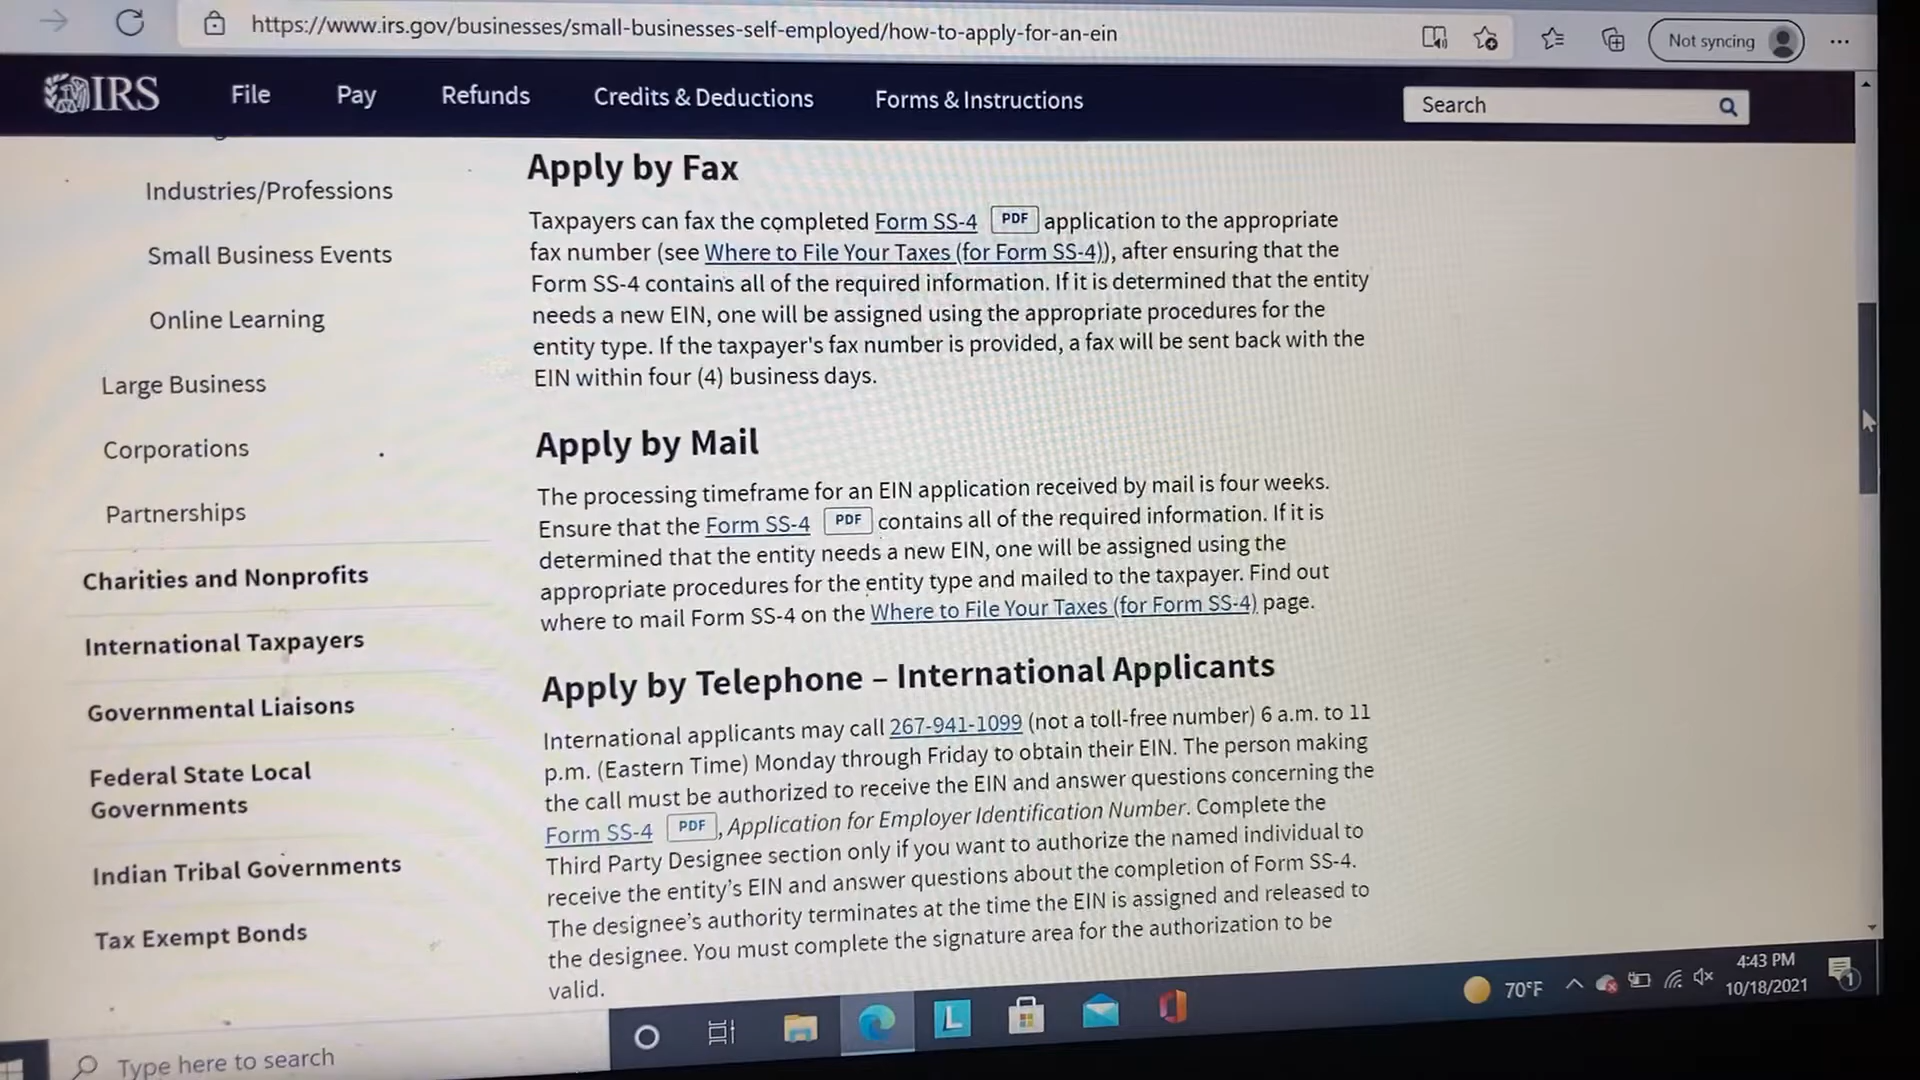 https://www.irs.gov/businesses/small-businesses-self-employed/how-to-apply-for-an-ein
Not syncing
IRS
File
Pay
Refunds
Credits & Deductions
Forms & Instructions
Search
Industries/Professions
Small Business Events
Online Learning
Large Business
Corporations
Partnerships
Charities and Nonprofits
International Taxpayers
Governmental Liaisons
Federal State Local
Governments
Indian Tribal Governments
Tax Exempt Bonds
Apply by Fax
Taxpayers can fax the completed Form SS-4 PDF application to the appropriate
fax number (see Where to File Your Taxes (for Form SS-4)), after ensuring that the
Form SS-4 contains all of the required information. If it is determined that the entity
needs a new EIN, one will be assigned using the appropriate procedures for the
entity type. If the taxpayer's fax number is provided, a fax will be sent back with the
EIN within four (4) business days.
Apply by Mail
The processing timeframe for an EIN application received by mail is four weeks.
Ensure that the Form SS-4 PDF contains all of the required information. If it is
determined that the entity needs a new EIN, one will be assigned using the
appropriate procedures for the entity type and mailed to the taxpayer. Find out
where to mail Form SS-4 on the Where to File Your Taxes (for Form SS-4) page.
Apply by Telephone – International Applicants
International applicants may call 267-941-1099 (not a toll-free number) 6 a.m. to 11
p.m. (Eastern Time) Monday through Friday to obtain their EIN. The person making
the call must be authorized to receive the EIN and answer questions concerning the
Form SS-4 PDF , Application for Employer Identification Number. Complete the
Third Party Designee section only if you want to authorize the named individual to
receive the entity's EIN and answer questions about the completion of Form SS-4.
The designee's authority terminates at the time the EIN is assigned and released to
the designee. You must complete the signature area for the authorization to be
valid.
Type here to search
L
70°F
4:43 PM
10/18/2021
1